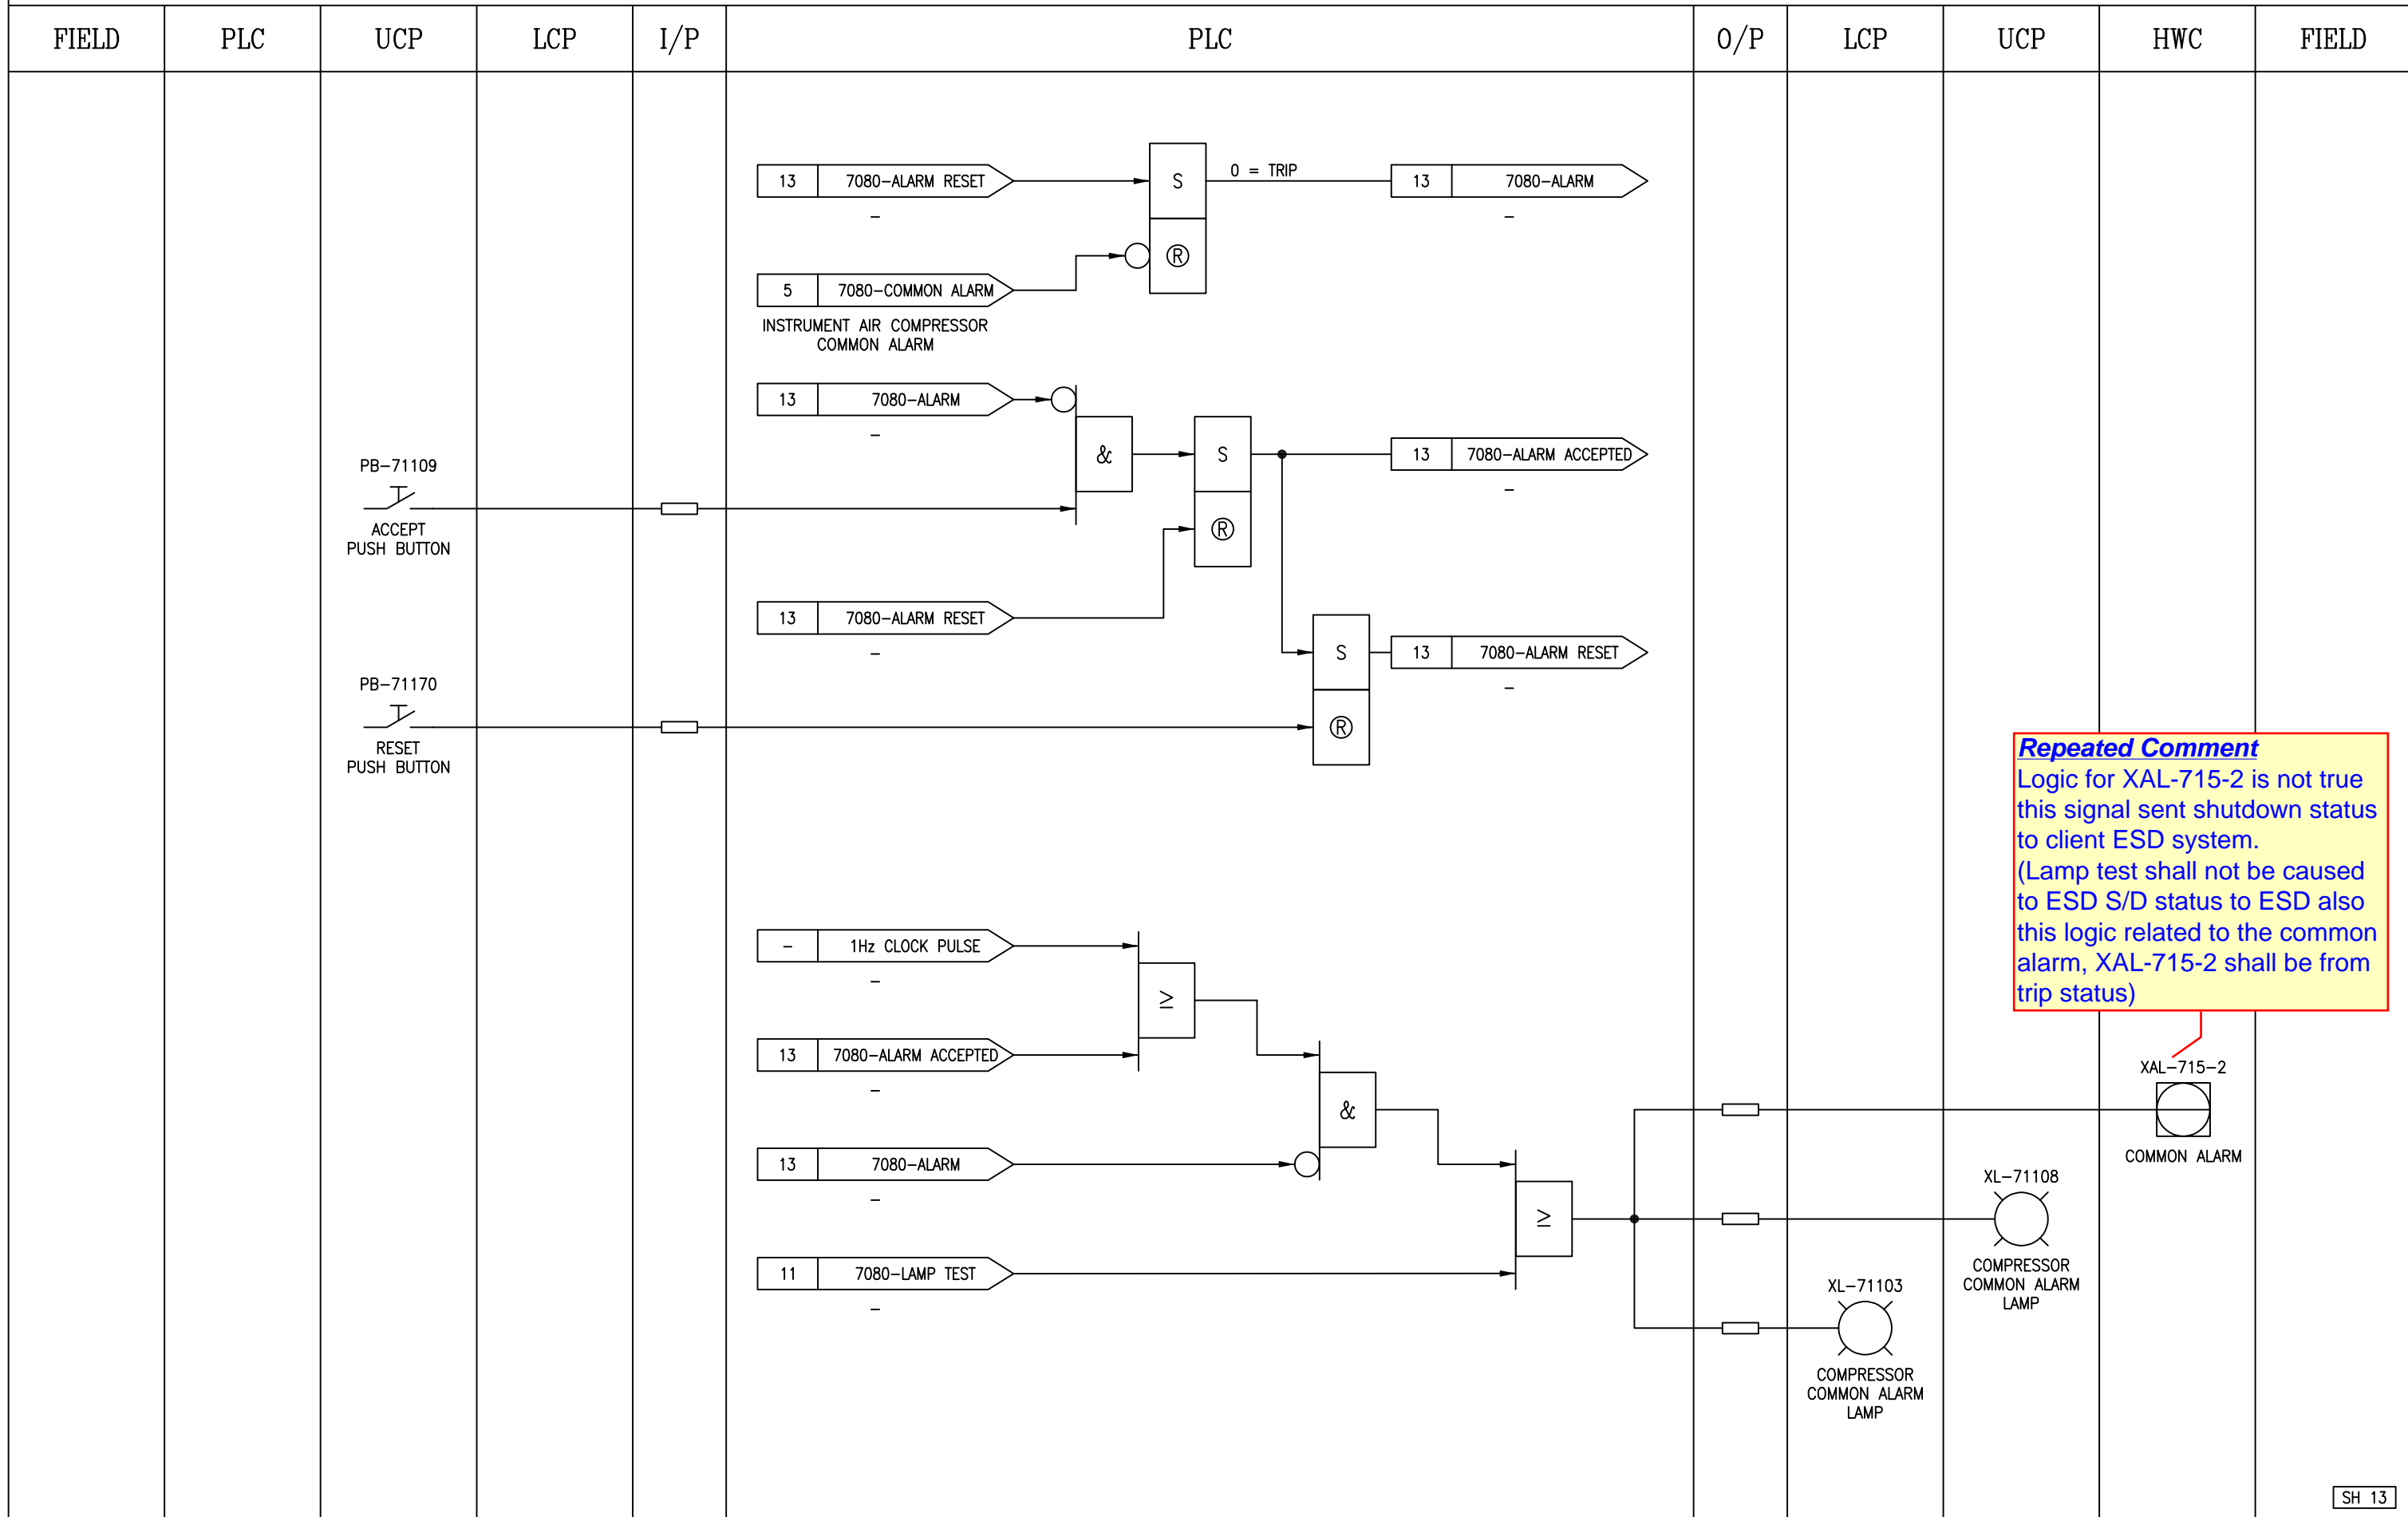 FIELD PLC UCP LCP I/P PLC O/P LCP UCP HWC FIELD
13 7080-ALARM RESET
-
S
Ⓡ
0 = TRIP
13 7080-ALARM
-
5 7080-COMMON ALARM
INSTRUMENT AIR COMPRESSOR
COMMON ALARM
13 7080-ALARM
-
&
S
Ⓡ
13 7080-ALARM ACCEPTED
-
PB-71109
ACCEPT
PUSH BUTTON
13 7080-ALARM RESET
-
S
Ⓡ
13 7080-ALARM RESET
-
PB-71170
RESET
PUSH BUTTON
Repeated Comment
Logic for XAL-715-2 is not true
this signal sent shutdown status
to client ESD system.
(Lamp test shall not be caused
to ESD S/D status to ESD also
this logic related to the common
alarm, XAL-715-2 shall be from
trip status)
- 1Hz CLOCK PULSE
-
≥
13 7080-ALARM ACCEPTED
-
&
13 7080-ALARM
-
≥
11 7080-LAMP TEST
-
XAL-715-2
COMMON ALARM
XL-71108
COMPRESSOR
COMMON ALARM
LAMP
XL-71103
COMPRESSOR
COMMON ALARM
LAMP
SH 13